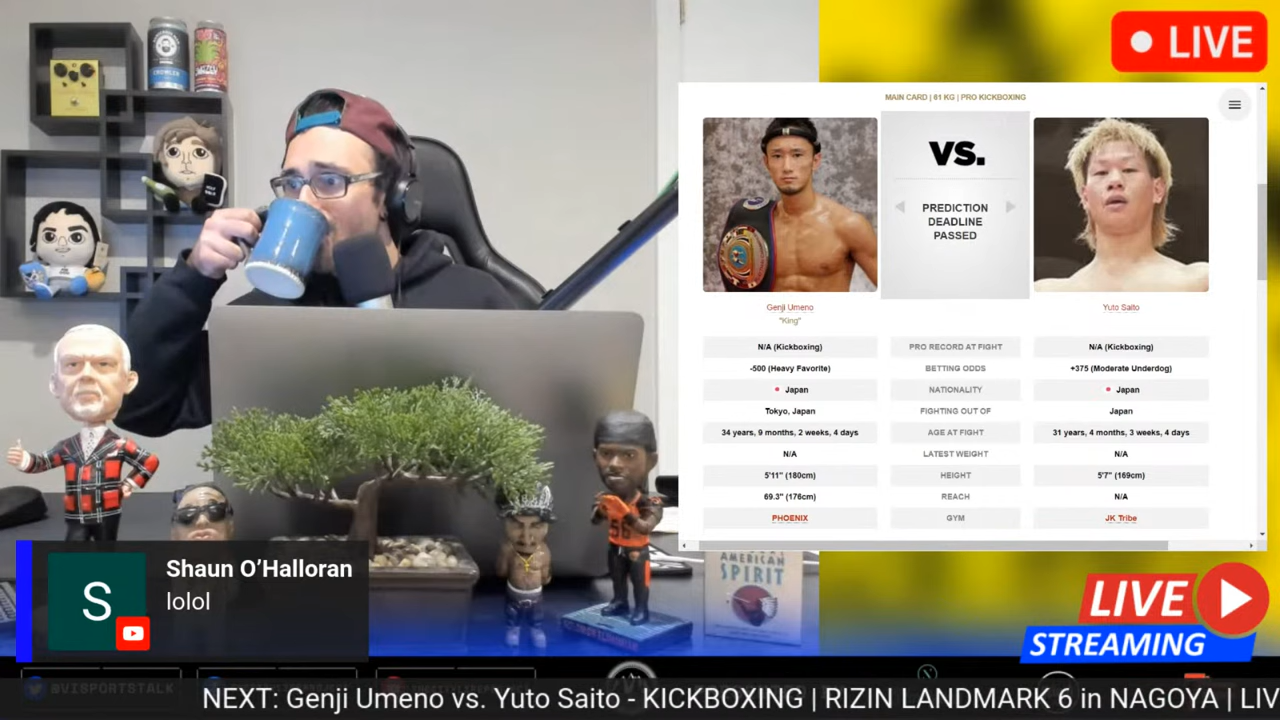 LIVE
MAIN CARD | 61 KG | PRO KICKBOXING
VS.
PREDICTION
DEADLINE
PASSED
Genji Umeno
"King"
Yuto Saito
N/A (Kickboxing) PRO RECORD AT FIGHT N/A (Kickboxing)
-500 (Heavy Favorite) BETTING ODDS +375 (Moderate Underdog)
Japan NATIONALITY Japan
Tokyo, Japan FIGHTING OUT OF Japan
34 years, 9 months, 2 weeks, 4 days AGE AT FIGHT 31 years, 4 months, 3 weeks, 4 days
N/A LATEST WEIGHT N/A
5'11" (180cm) HEIGHT 5'7" (169cm)
69.3" (176cm) REACH N/A
PHOENIX GYM JK Tribe
S
Shaun O'Halloran
lolol
AMERICAN
SPIRIT
LIVE
STREAMING
@VISPORTSTALK
NEXT: Genji Umeno vs. Yuto Saito - KICKBOXING | RIZIN LANDMARK 6 in NAGOYA | LIV